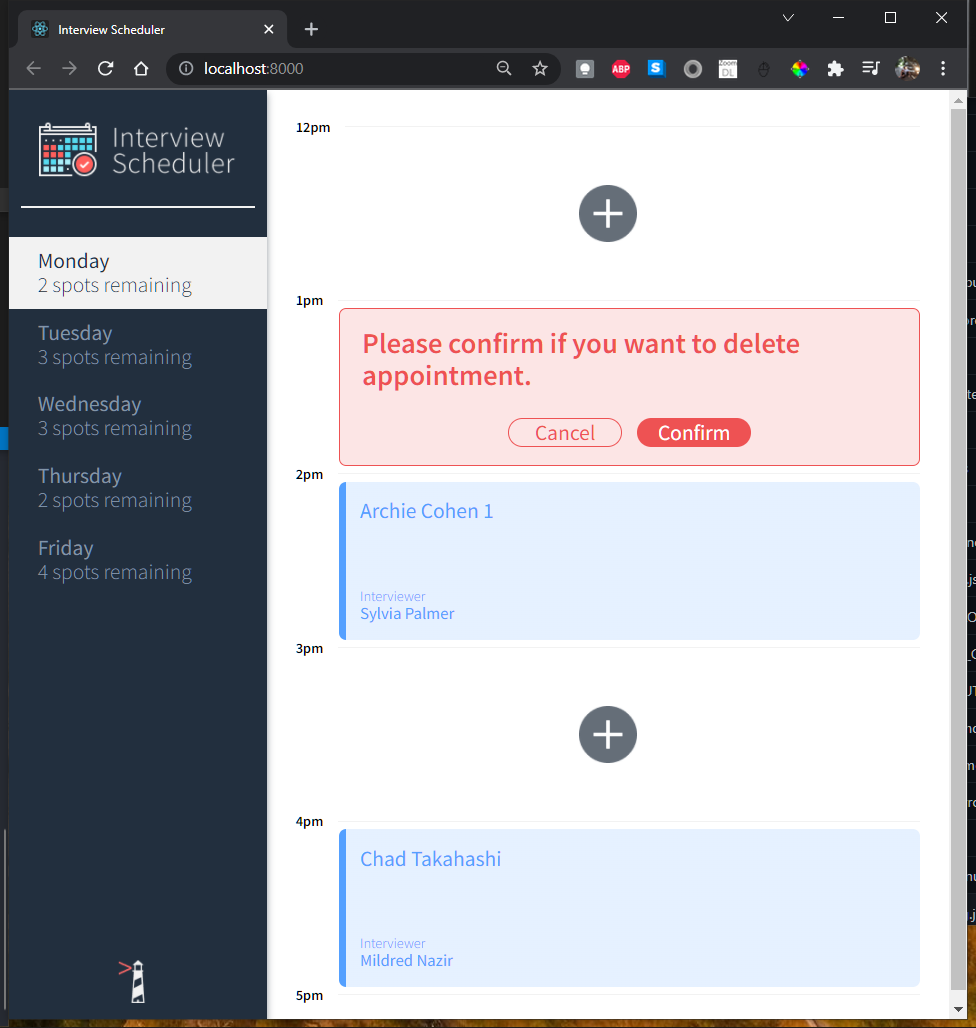 Interview Scheduler
localhost:8000
ABP
S
Zoom
DL
Interview
Scheduler
Monday
2 spots remaining
Tuesday
3 spots remaining
Wednesday
3 spots remaining
Thursday
2 spots remaining
Friday
4 spots remaining
12pm
1pm
Please confirm if you want to delete
appointment.
Cancel
Confirm
2pm
Archie Cohen 1
Interviewer
Sylvia Palmer
3pm
4pm
Chad Takahashi
Interviewer
Mildred Nazir
5pm